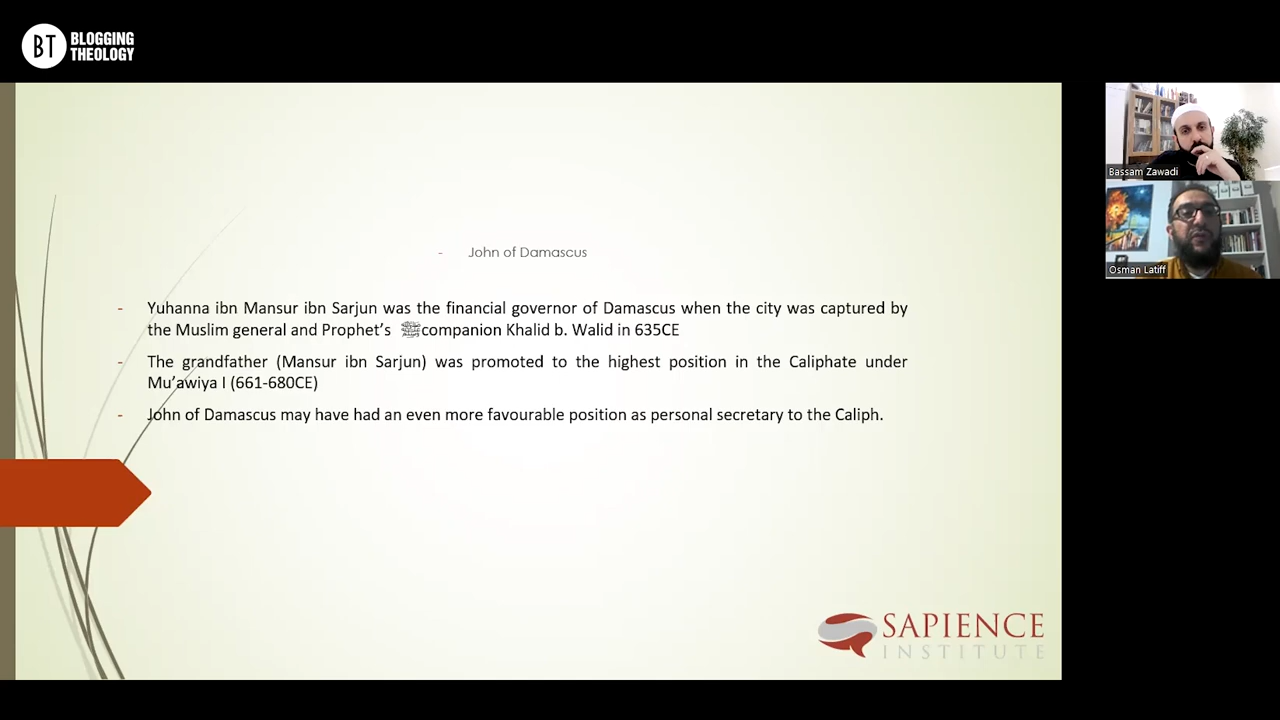 BT BLOGGING
THEOLOGY
- John of Damascus
- Yuhanna ibn Mansur ibn Sarjun was the financial governor of Damascus when the city was captured by
the Muslim general and Prophet’s ﷺcompanion Khalid b. Walid in 635CE
- The grandfather (Mansur ibn Sarjun) was promoted to the highest position in the Caliphate under
Mu’awiya I (661-680CE)
- John of Damascus may have had an even more favourable position as personal secretary to the Caliph.
SAPIENCE
INSTITUTE
Bassam Zawadi
Osman Latiff